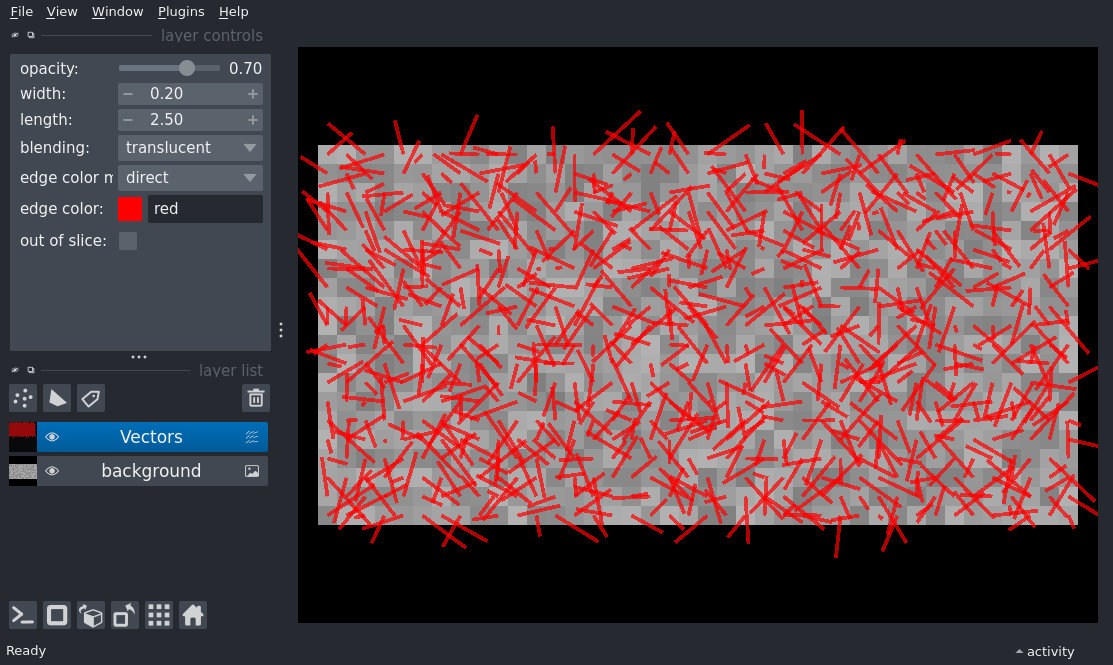 File View Window Plugins Help
layer controls
opacity: 0.70
width: − 0.20 +
length: − 2.50 +
blending: translucent
edge color m direct
edge color: red
out of slice:
layer list
Vectors
background
Ready
activity